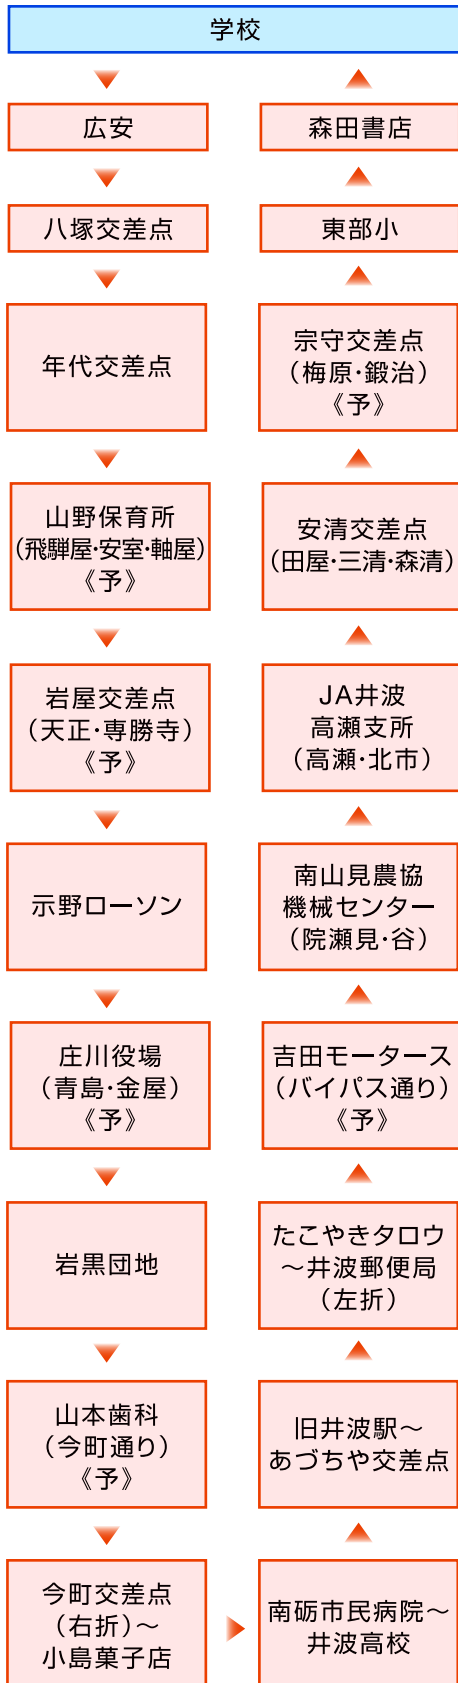 学校
広安
八塚交差点
年代交差点
山野保育所
（飛騨屋・安室・軸屋）
《予》
岩屋交差点
（天正・専勝寺）
《予》
示野ローソン
庄川役場
（青島・金屋）
《予》
岩黒団地
山本歯科
（今町通り）
《予》
今町交差点
（右折）～
小島菓子店
南砺市民病院～
井波高校
旧井波駅～
あづちや交差点
たこやきタロウ
～井波郵便局
（左折）
吉田モータース
（バイパス通り）
《予》
南山見農協
機械センター
（院瀬見・谷）
JA井波
高瀬支所
（高瀬・北市）
安清交差点
（田屋・三清・森清）
宗守交差点
（梅原・鍛治）
《予》
東部小
森田書店